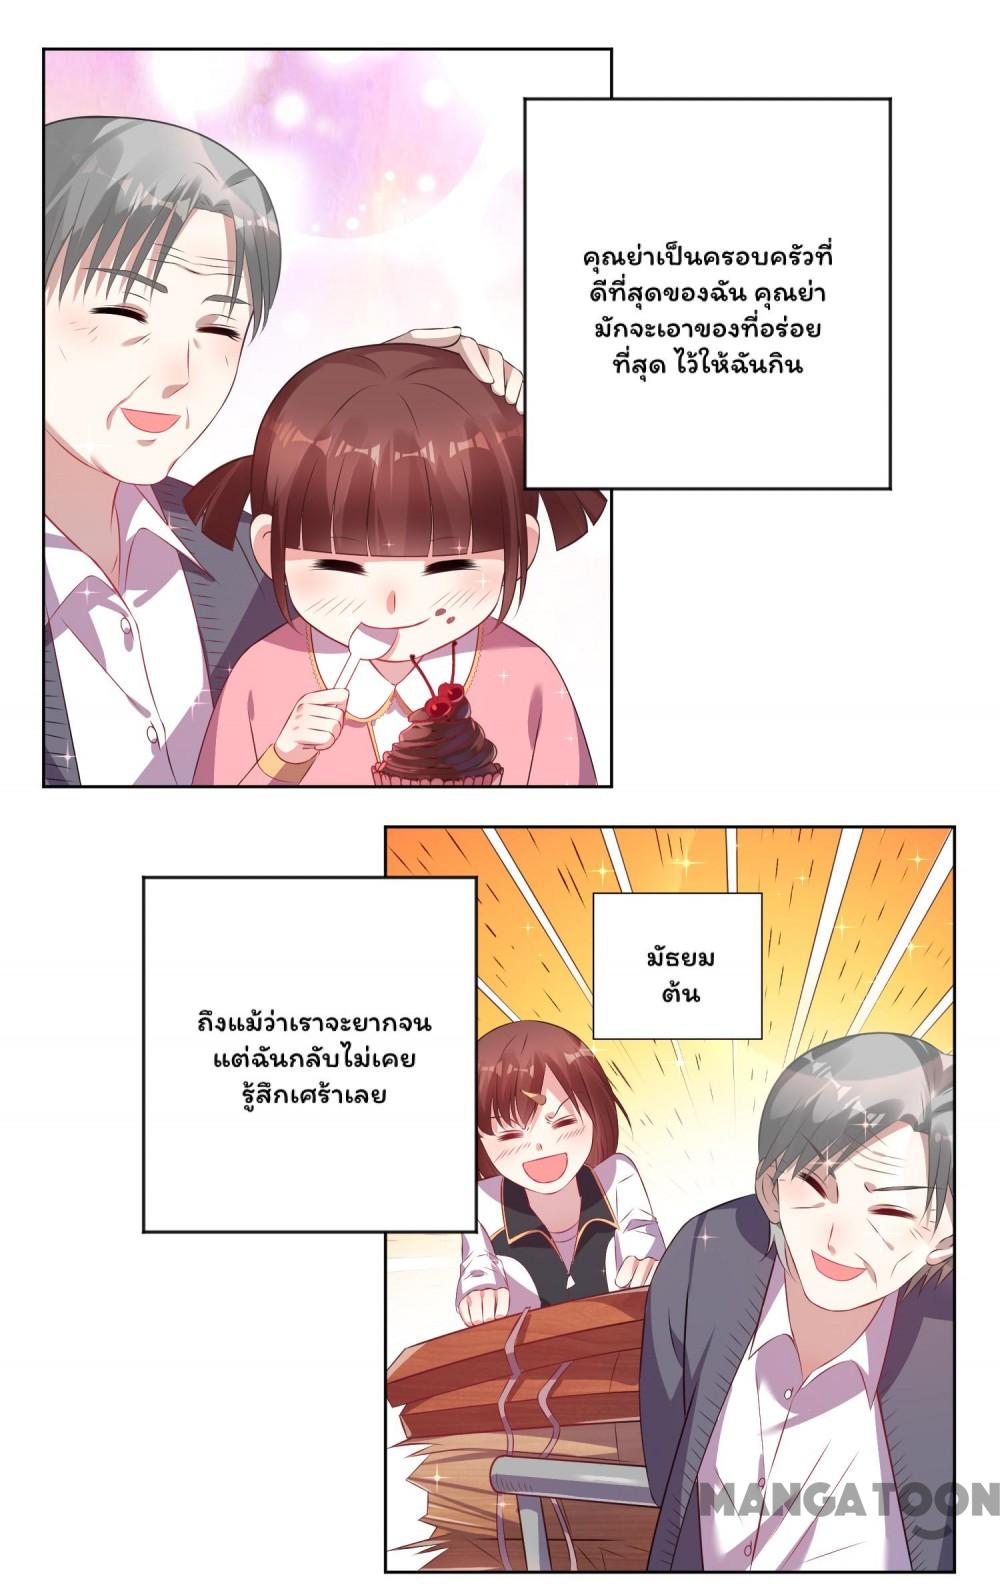 คุณย่าเป็นครอบครัวที่
ดีที่สุดของฉัน คุณย่า
มักจะเอาของที่อร่อย
ที่สุด ไว้ให้ฉันกิน
มัธยม
ต้น
ถึงแม้ว่าเราจะยากจน
แต่ฉันกลับไม่เคย
รู้สึกเศร้าเลย
MANGATOON